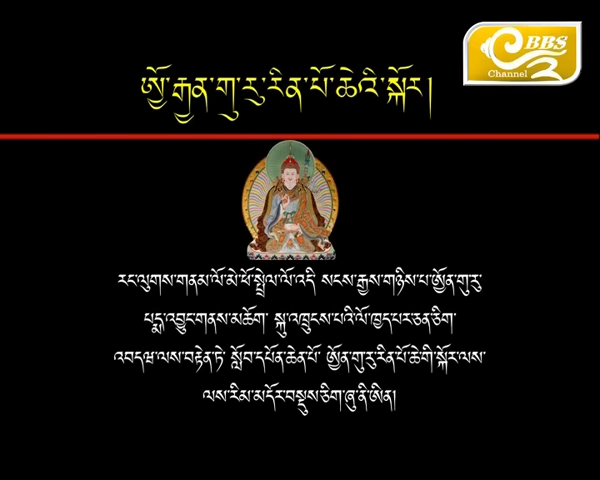 BBS
Channel 2
ཨོ་རྒྱན་གུ་རུ་རིན་པོ་ཆེའི་སྐོར།
རང་ལུགས་གནམ་ལོ་མེ་ཕོ་སྤྲེལ་ལོ་འདི་ སངས་རྒྱས་གཉིས་པ་ཨྱོན་གུ་རུ་
པདྨ་འབྱུང་གནས་མཆོག་ སྐུ་འཁྲུངས་པའི་ལོ་ཁྱད་པར་ཅན་ཅིག་
འབདཝ་ལས་བརྟེན་ཏེ་ སློབ་དཔོན་ཆེན་པོ་ ཨྱོན་གུ་རུ་རིན་པོ་ཆེ་གི་སྐོར་ལས་
ལས་རིམ་མདོར་བསྡུས་ཅིག་ཞུ་ནི་ཨིན།